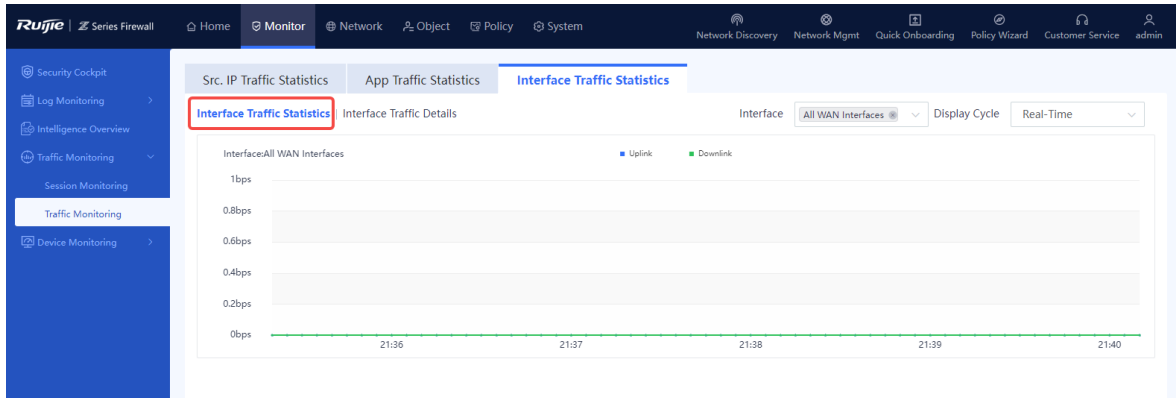 Ruijie | Z Series Firewall
Home
Monitor
Network
Object
Policy
System
Network Discovery
Network Mgmt
Quick Onboarding
Policy Wizard
Customer Service
admin
Security Cockpit
Log Monitoring
Intelligence Overview
Traffic Monitoring
Session Monitoring
Traffic Monitoring
Device Monitoring
Src. IP Traffic Statistics
App Traffic Statistics
Interface Traffic Statistics
Interface Traffic Statistics | Interface Traffic Details
Interface
All WAN Interfaces
Display Cycle
Real-Time
Interface:All WAN Interfaces
Uplink
Downlink
1bps
0.8bps
0.6bps
0.4bps
0.2bps
0bps
21:36
21:37
21:38
21:39
21:40